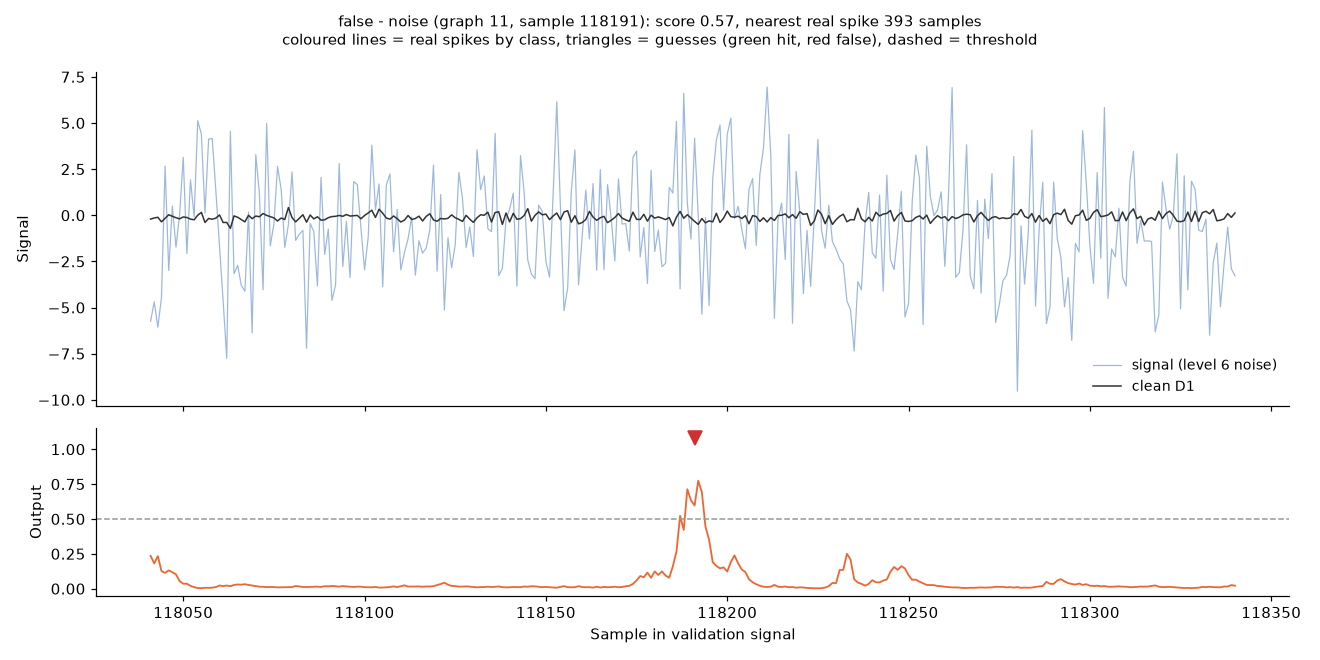 false - noise (graph 11, sample 118191): score 0.57, nearest real spike 393 samples
coloured lines = real spikes by class, triangles = guesses (green hit, red false), dashed = threshold
7.5
5.0
2.5
0.0
−2.5
−5.0
−7.5
−10.0
Signal
signal (level 6 noise)
clean D1
1.00
0.75
0.50
0.25
0.00
Output
118050
118100
118150
118200
118250
118300
118350
Sample in validation signal